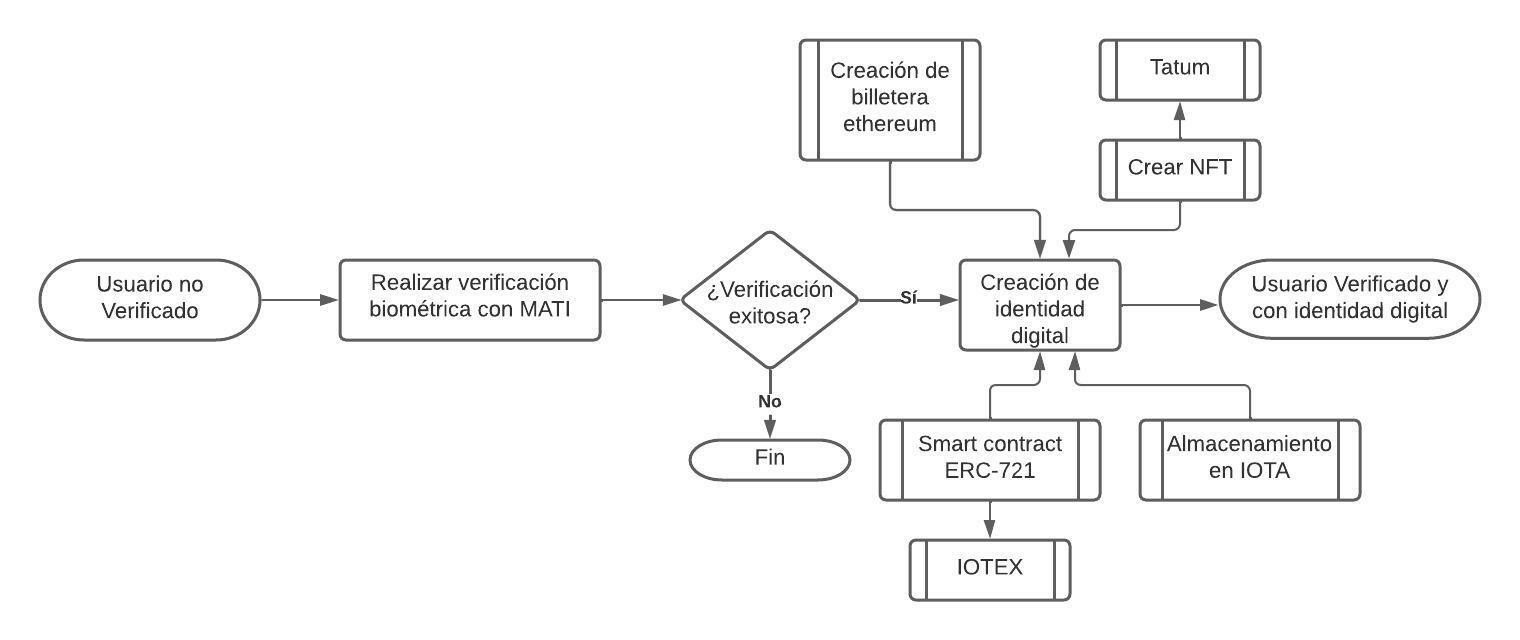 Creación de
billetera
ethereum
Tatum
Crear NFT
Usuario no
Verificado
Realizar verificación
biométrica con MATI
¿Verificación
exitosa?
Sí
Creación de
identidad
digital
Usuario Verificado y
con identidad digital
No
Fin
Smart contract
ERC-721
Almacenamiento
en IOTA
IOTEX